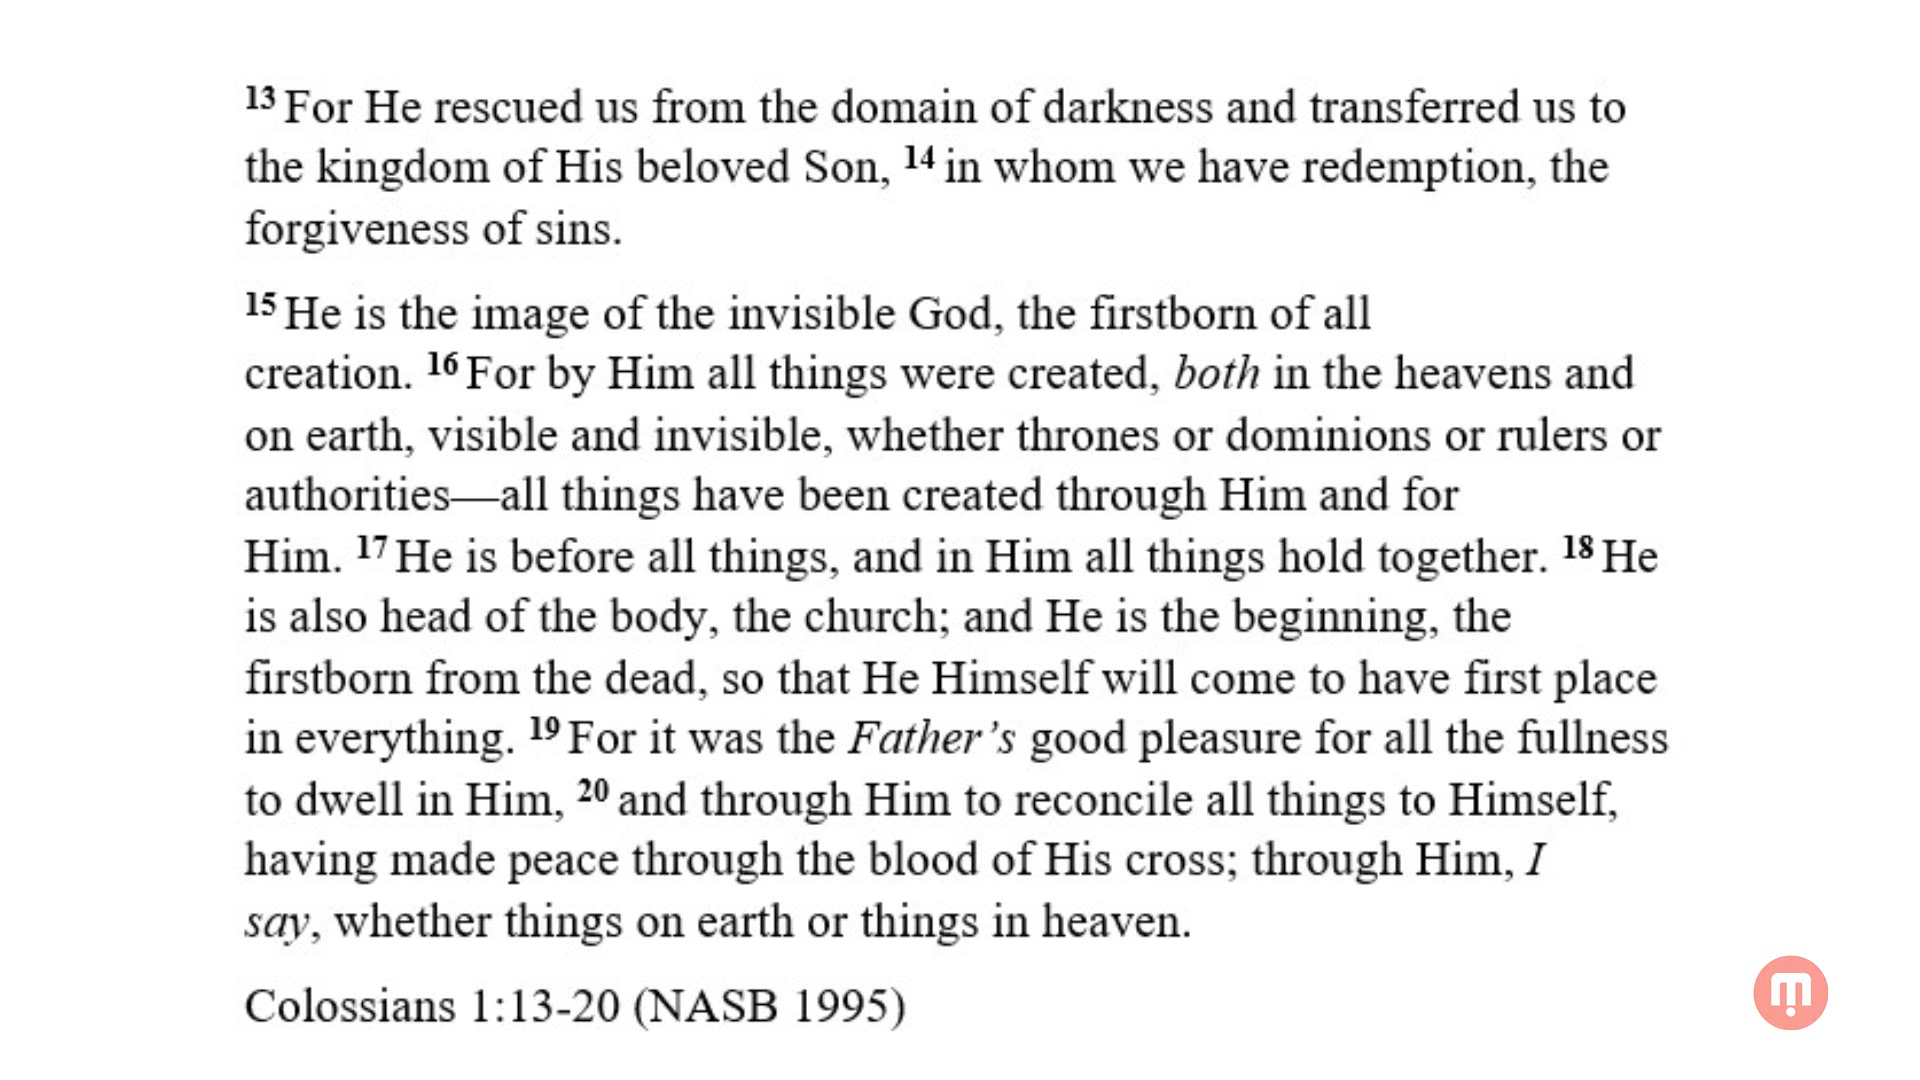 13 For He rescued us from the domain of darkness and transferred us to
the kingdom of His beloved Son, 14 in whom we have redemption, the
forgiveness of sins.
15 He is the image of the invisible God, the firstborn of all
creation. 16 For by Him all things were created, both in the heavens and
on earth, visible and invisible, whether thrones or dominions or rulers or
authorities—all things have been created through Him and for
Him. 17 He is before all things, and in Him all things hold together. 18 He
is also head of the body, the church; and He is the beginning, the
firstborn from the dead, so that He Himself will come to have first place
in everything. 19 For it was the Father’s good pleasure for all the fullness
to dwell in Him, 20 and through Him to reconcile all things to Himself,
having made peace through the blood of His cross; through Him, I
say, whether things on earth or things in heaven.
Colossians 1:13-20 (NASB 1995)